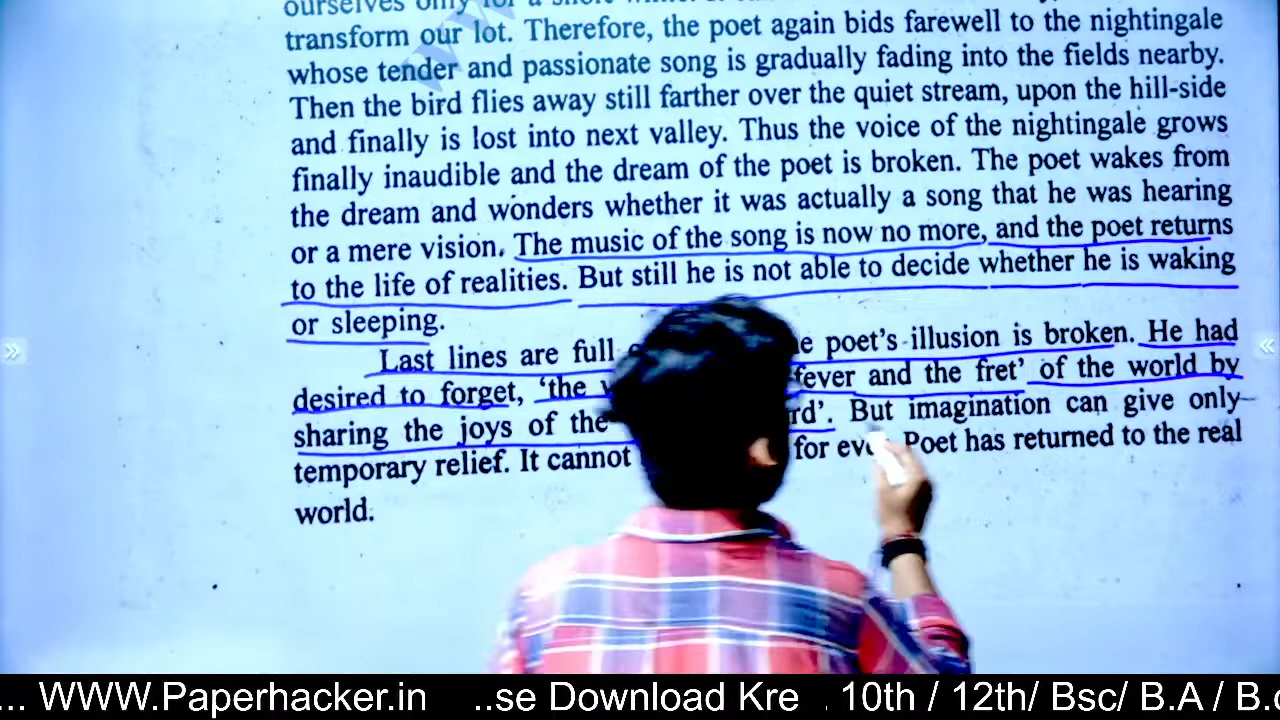 ourselves only for a
transform our lot. Therefore, the poet again bids farewell to the nightingale
whose tender and passionate song is gradually fading into the fields nearby.
Then the bird flies away still farther over the quiet stream, upon the hill-side
and finally is lost into next valley. Thus the voice of the nightingale grows
finally inaudible and the dream of the poet is broken. The poet wakes from
the dream and wonders whether it was actually a song that he was hearing
or a mere vision. The music of the song is now no more, and the poet returns
to the life of realities. But still he is not able to decide whether he is waking
or sleeping.
Last lines are full poet's illusion is broken. He had
desired to forget, 'the fever and the fret' of the world by
sharing the joys of the But imagination can give only
temporary relief. It cannot for Poet has returned to the real
world.
... WWW.Paperhacker.in ..se Download Kre . 10th / 12th/ Bsc/ B.A / B.